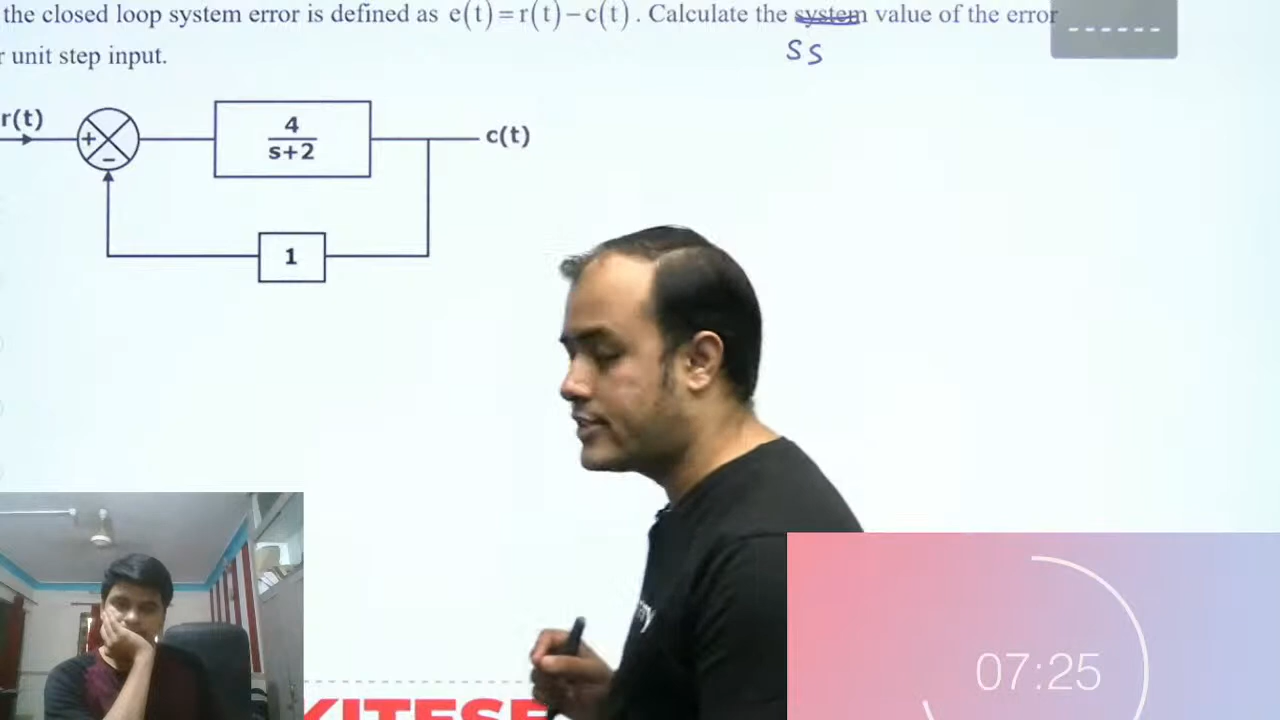 the closed loop system error is defined as e(t)=r(t)−c(t). Calculate the system value of the error
ss
unit step input.
r(t)
+
−
4
s+2
c(t)
1
07:25